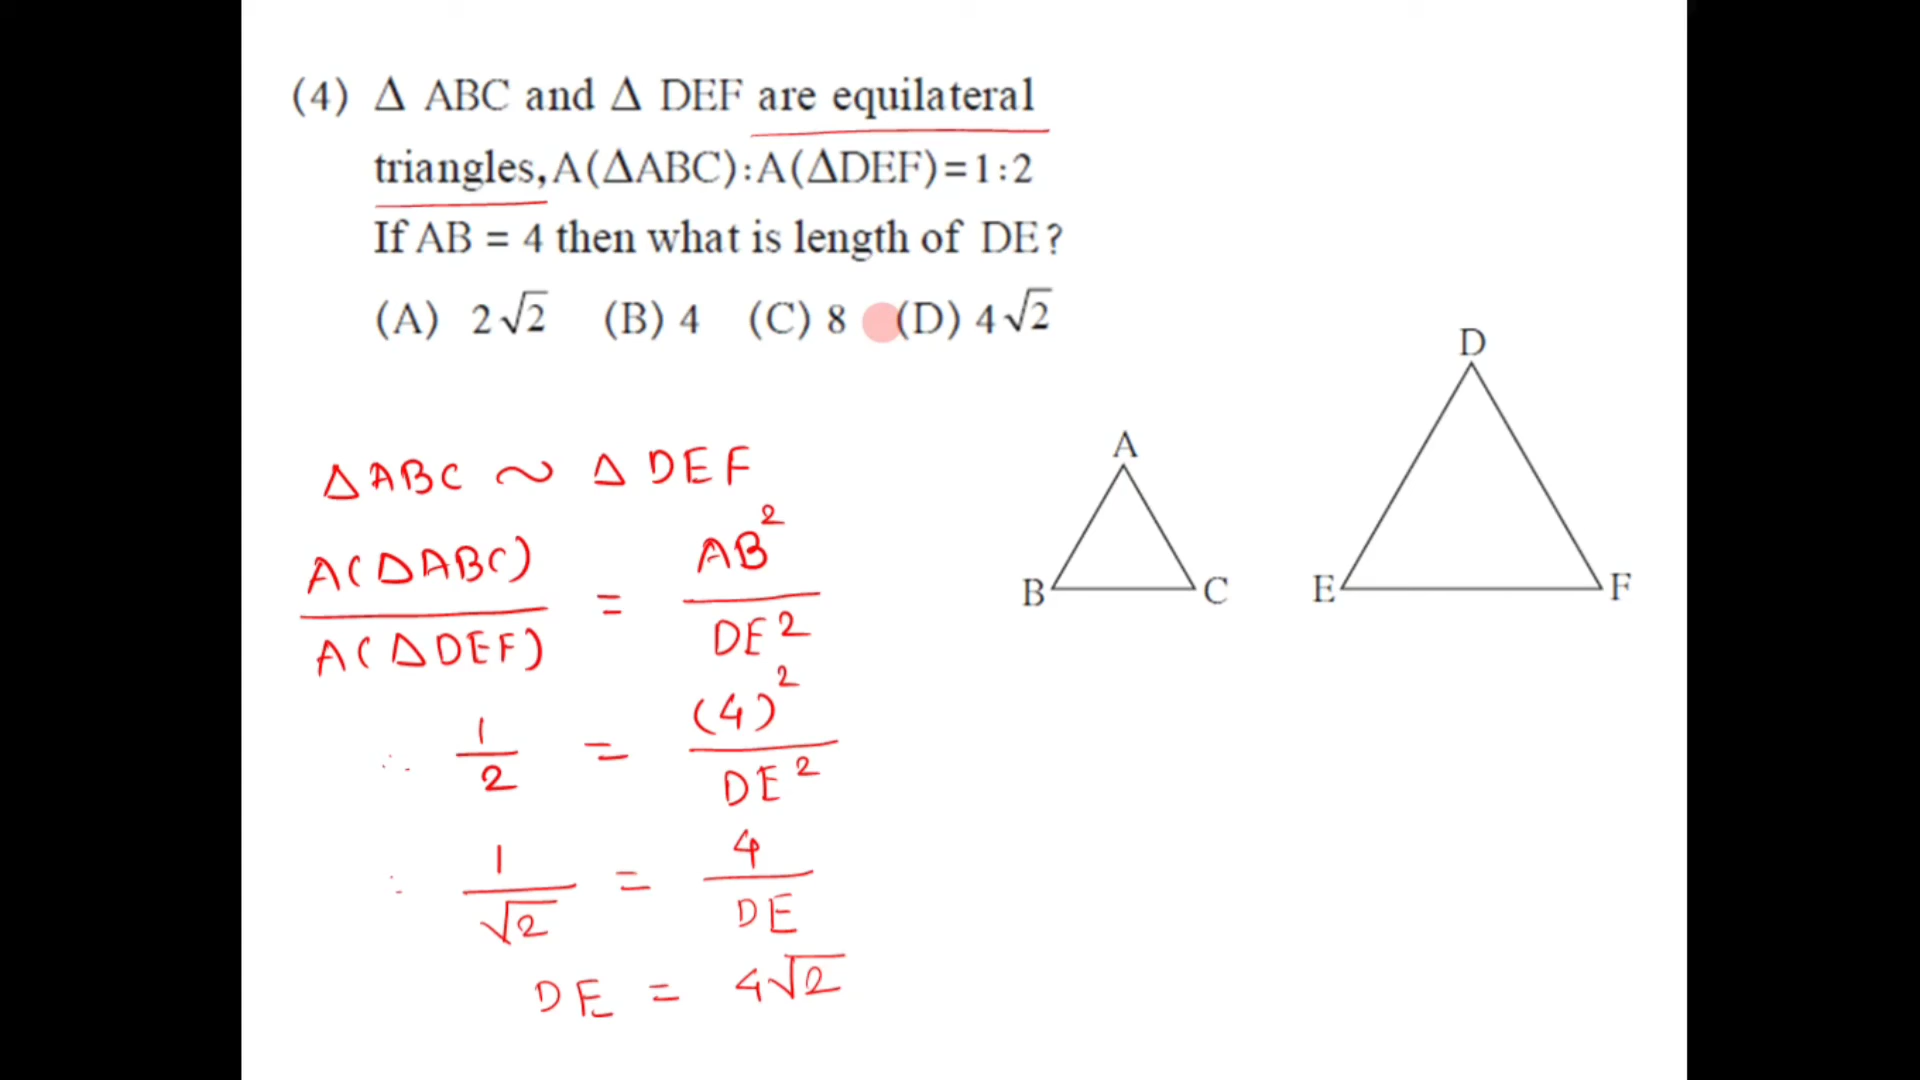 (4) Δ ABC and Δ DEF are equilateral
triangles, A(ΔABC):A(ΔDEF)=1:2
If AB = 4 then what is length of DE?
(A) 2√2 (B) 4 (C) 8 (D) 4√2
D
A
B
C
E
F
Δ ABC ~ Δ DEF
A(ΔABC) / A(ΔDEF) = AB² / DE²
∴ 1/2 = (4)² / DE²
∴ 1/√2 = 4/DE
DE = 4√2